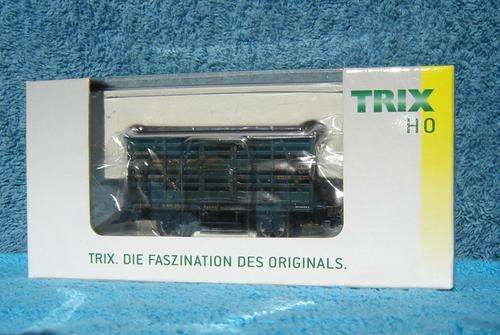 TRIX
H0
TRIX. DIE FASZINATION DES ORIGINALS.